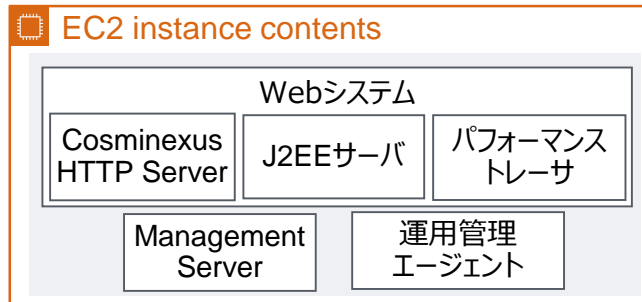 EC2 instance contents
Webシステム
Cosminexus
HTTP Server
J2EEサーバ
パフォーマンス
トレーサ
Management
Server
運用管理
エージェント